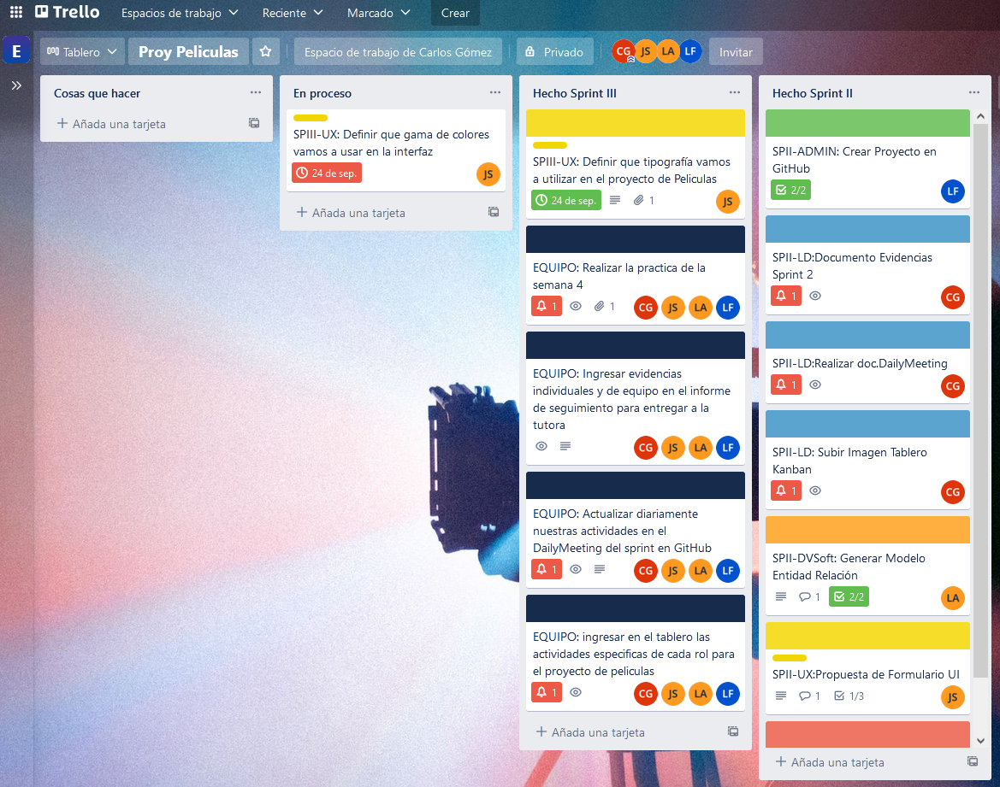 Trello
Espacios de trabajo
Reciente
Marcado
Crear
E
Tablero
Proy Peliculas
Espacio de trabajo de Carlos Gómez
Privado
CG
JS
LA
LF
Invitar
Cosas que hacer
Añada una tarjeta
En proceso
SPIII-UX: Definir que gama de colores
vamos a usar en la interfaz
24 de sep.
JS
Añada una tarjeta
Hecho Sprint III
SPIII-UX: Definir que tipografía vamos
a utilizar en el proyecto de Peliculas
24 de sep.
1
JS
EQUIPO: Realizar la practica de la
semana 4
1
1
CG
JS
LA
LF
EQUIPO: Ingresar evidencias
individuales y de equipo en el informe
de seguimiento para entregar a la
tutora
CG
JS
LA
LF
EQUIPO: Actualizar diariamente
nuestras actividades en el
DailyMeeting del sprint en GitHub
1
CG
JS
LA
LF
EQUIPO: ingresar en el tablero las
actividades especificas de cada rol para
el proyecto de peliculas
1
CG
JS
LA
LF
Añada una tarjeta
Hecho Sprint II
SPII-ADMIN: Crear Proyecto en
GitHub
2/2
LF
SPII-LD:Documento Evidencias
Sprint 2
1
CG
SPII-LD:Realizar doc.DailyMeeting
1
CG
SPII-LD: Subir Imagen Tablero
Kanban
1
CG
SPII-DVSoft: Generar Modelo
Entidad Relación
1
2/2
LA
SPII-UX:Propuesta de Formulario UI
1
1/3
JS
Añada una tarjeta